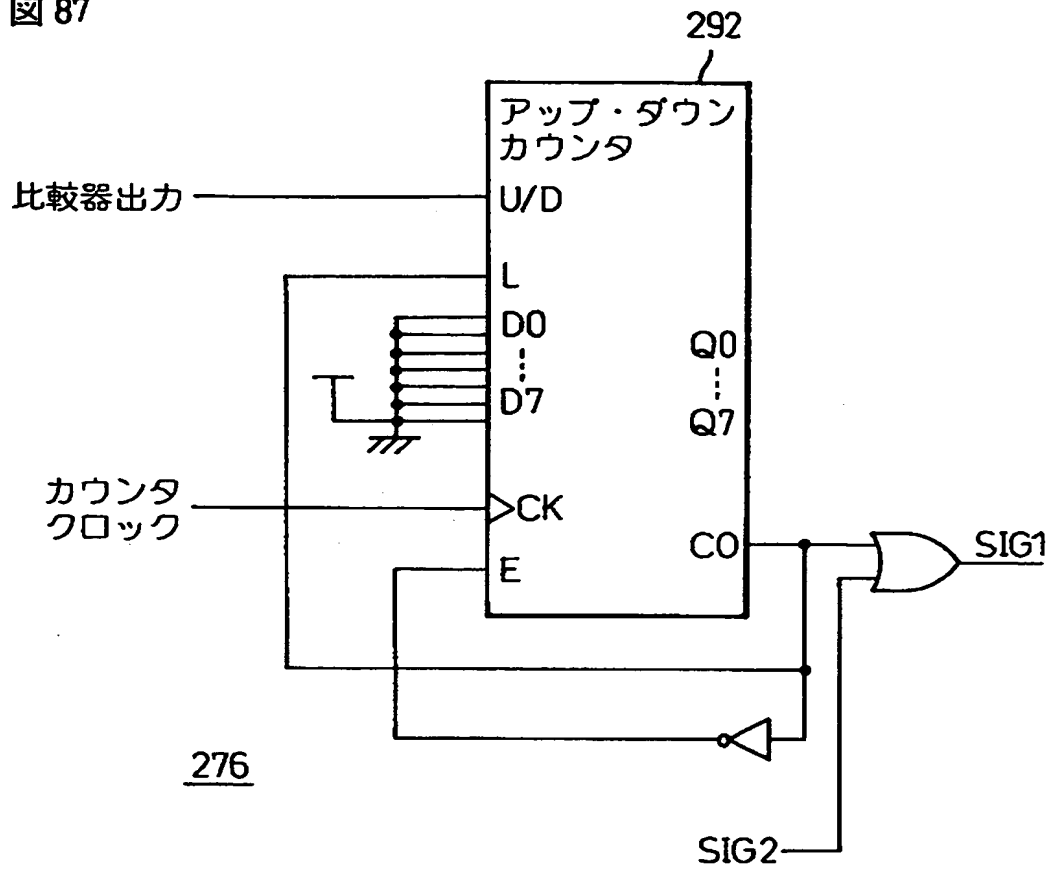 図 87
292
アップ・ダウン
カウンタ
比較器出力
U/D
L
D0
D7
Q0
Q7
カウンタ
クロック
CK
CO
E
SIG1
276
SIG2